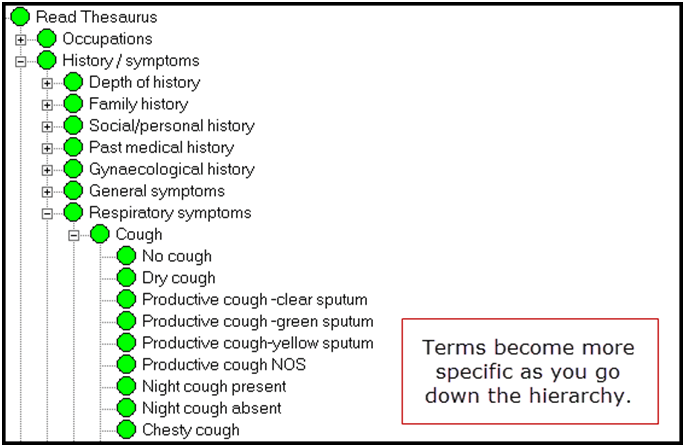 Read Thesaurus
Occupations
History / symptoms
Depth of history
Family history
Social/personal history
Past medical history
Gynaecological history
General symptoms
Respiratory symptoms
Cough
No cough
Dry cough
Productive cough -clear sputum
Productive cough -green sputum
Productive cough-yellow sputum
Productive cough NOS
Night cough present
Night cough absent
Chesty cough
Terms become more
specific as you go
down the hierarchy.